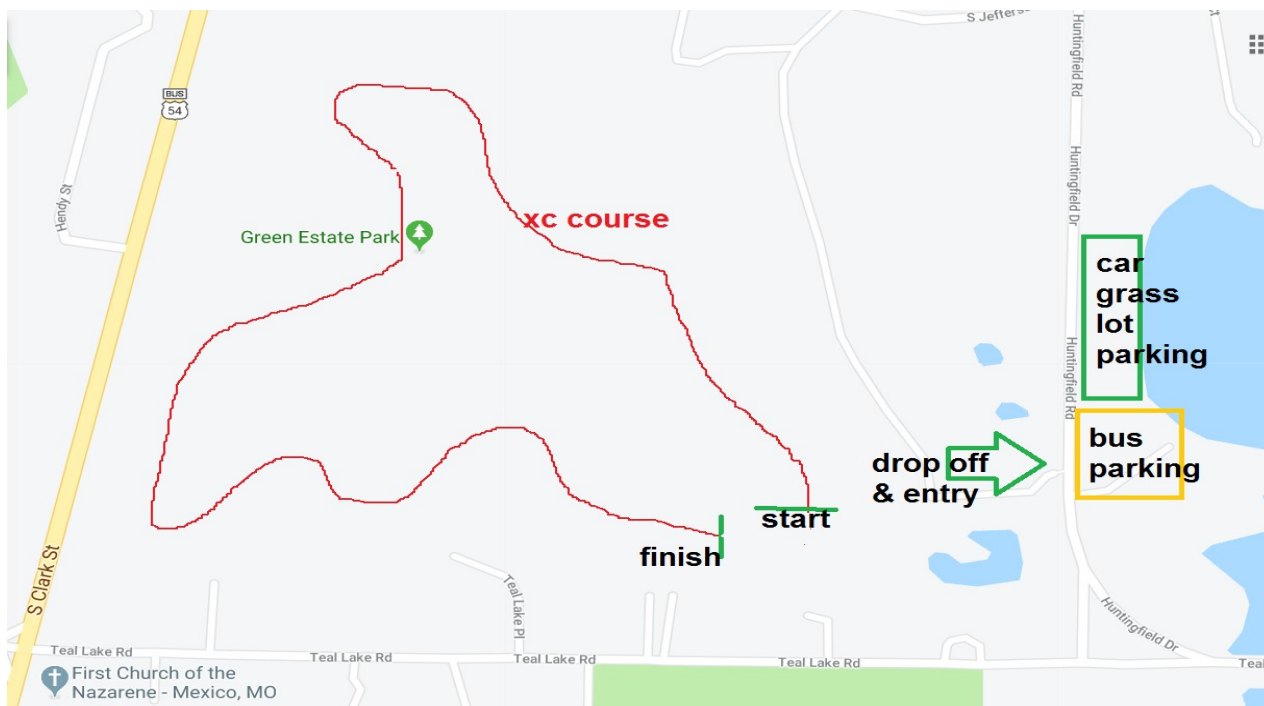 S Jeffers
Huntingfield Rd
BUS
54
Hendy St
Huntingfield Dr
xc course
Green Estate Park
car
grass
lot
parking
Huntingfield Rd
bus
parking
drop off
& entry
start
finish
S Clark St
Teal Lake Pl
Huntingfield Dr
Teal Lake Rd
Teal Lake Rd
Teal Lake Rd
Teal Lake Rd
Teal
First Church of the
Nazarene - Mexico, MO